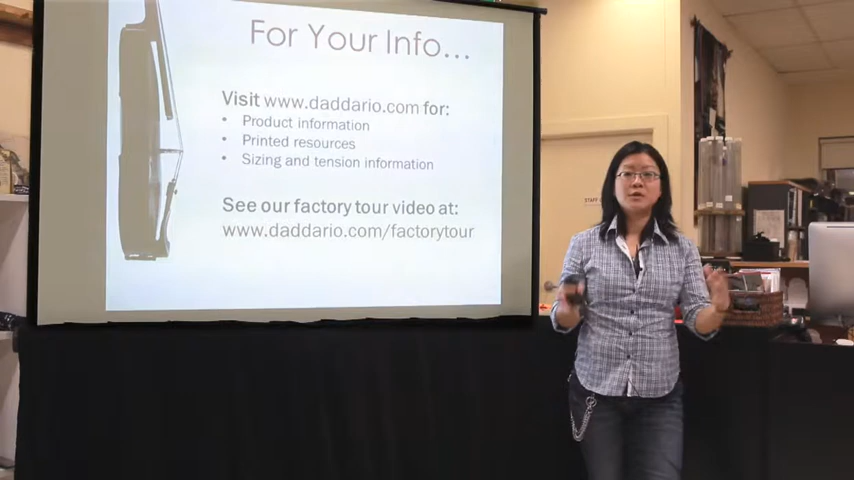 For Your Info...
Visit www.daddario.com for:
• Product information
• Printed resources
• Sizing and tension information
See our factory tour video at:
www.daddario.com/factorytour
STAFF